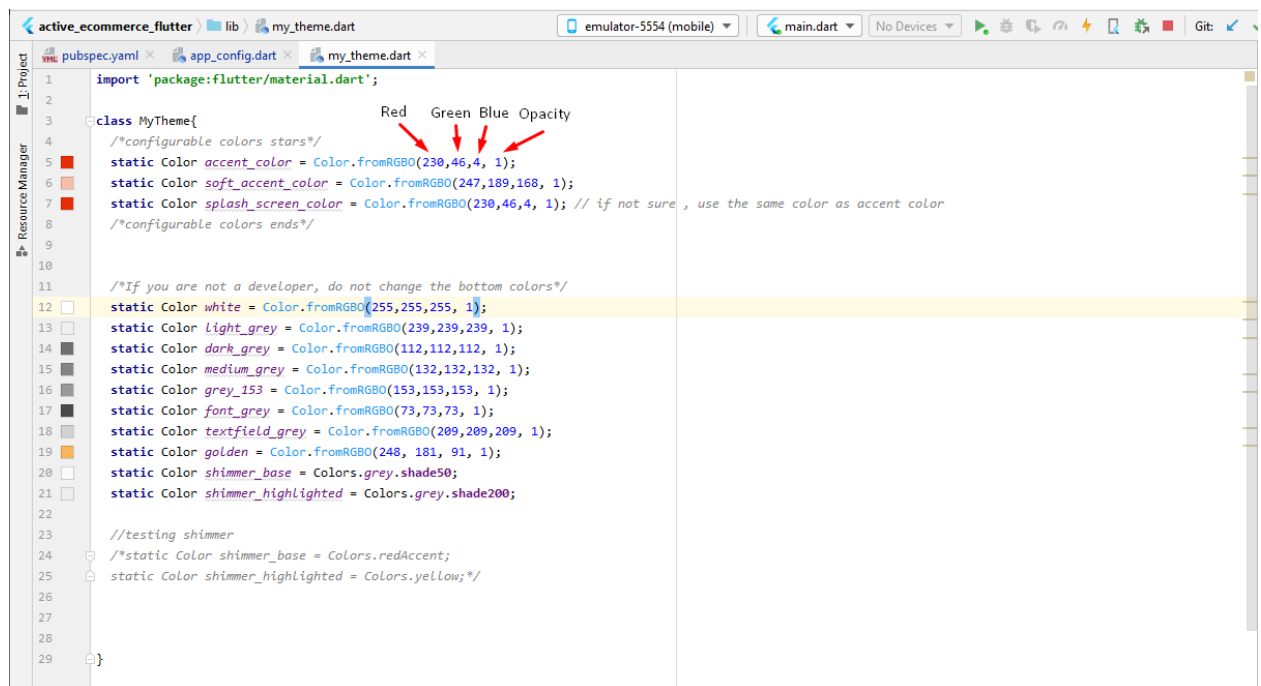 active_ecommerce_flutter lib my_theme.dart emulator-5554 (mobile) main.dart No Devices Git:
pubspec.yaml app_config.dart my_theme.dart
1: Project
Resource Manager
Red Green Blue Opacity
1 import 'package:flutter/material.dart';
2
3 class MyTheme{
4 /*configurable colors stars*/
5 static Color accent_color = Color.fromRGBO(230,46,4, 1);
6 static Color soft_accent_color = Color.fromRGBO(247,189,168, 1);
7 static Color splash_screen_color = Color.fromRGBO(230,46,4, 1); // if not sure , use the same color as accent color
8 /*configurable colors ends*/
9
10
11 /*If you are not a developer, do not change the bottom colors*/
12 static Color white = Color.fromRGBO(255,255,255, 1);
13 static Color light_grey = Color.fromRGBO(239,239,239, 1);
14 static Color dark_grey = Color.fromRGBO(112,112,112, 1);
15 static Color medium_grey = Color.fromRGBO(132,132,132, 1);
16 static Color grey_153 = Color.fromRGBO(153,153,153, 1);
17 static Color font_grey = Color.fromRGBO(73,73,73, 1);
18 static Color textfield_grey = Color.fromRGBO(209,209,209, 1);
19 static Color golden = Color.fromRGBO(248, 181, 91, 1);
20 static Color shimmer_base = Colors.grey.shade50;
21 static Color shimmer_highlighted = Colors.grey.shade200;
22
23 //testing shimmer
24 /*static Color shimmer_base = Colors.redAccent;
25 static Color shimmer_highlighted = Colors.yellow;*/
26
27
28
29 }